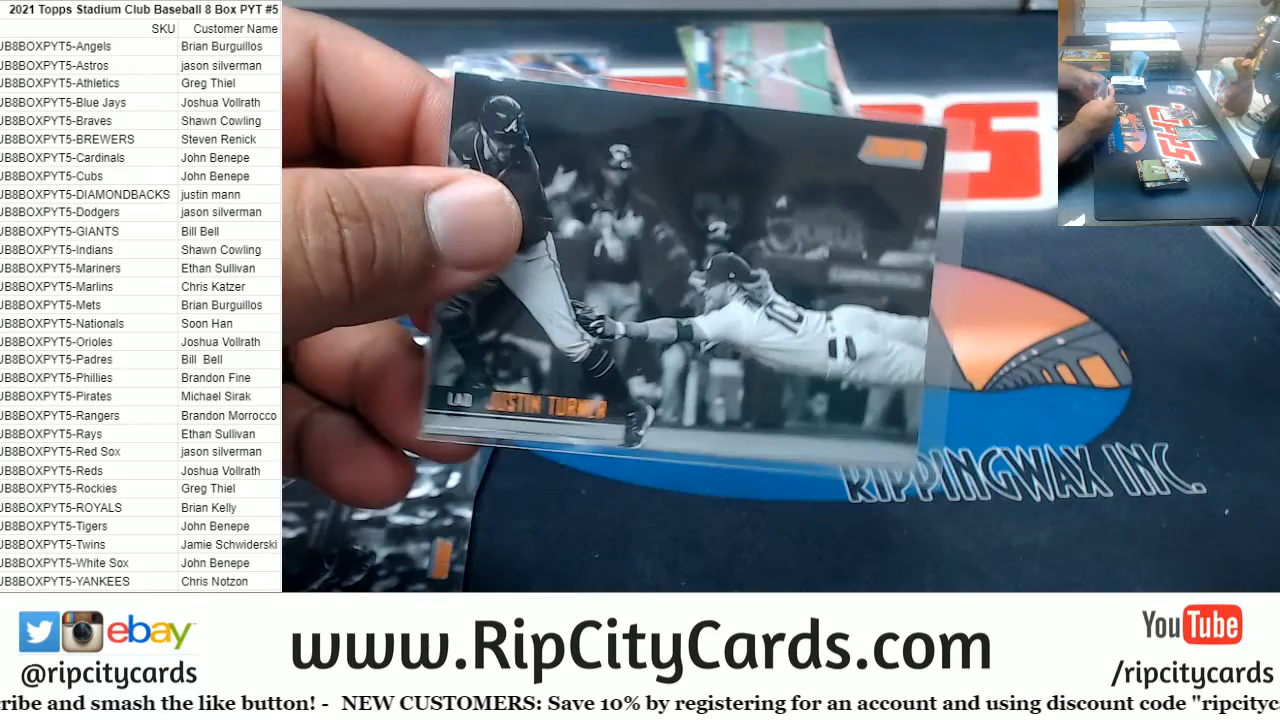 2021 Topps Stadium Club Baseball 8 Box PYT #5
SKU Customer Name
JB8BOXPYT5-Angels Brian Burguillos
JB8BOXPYT5-Astros jason silverman
JB8BOXPYT5-Athletics Greg Thiel
JB8BOXPYT5-Blue Jays Joshua Vollrath
JB8BOXPYT5-Braves Shawn Cowling
JB8BOXPYT5-BREWERS Steven Renick
JB8BOXPYT5-Cardinals John Benepe
JB8BOXPYT5-Cubs John Benepe
JB8BOXPYT5-DIAMONDBACKS justin mann
JB8BOXPYT5-Dodgers jason silverman
JB8BOXPYT5-GIANTS Bill Bell
JB8BOXPYT5-Indians Shawn Cowling
JB8BOXPYT5-Mariners Ethan Sullivan
JB8BOXPYT5-Marlins Chris Katzer
JB8BOXPYT5-Mets Brian Burguillos
JB8BOXPYT5-Nationals Soon Han
JB8BOXPYT5-Orioles Joshua Vollrath
JB8BOXPYT5-Padres Bill Bell
JB8BOXPYT5-Phillies Brandon Fine
JB8BOXPYT5-Pirates Michael Sirak
JB8BOXPYT5-Rangers Brandon Morrocco
JB8BOXPYT5-Rays Ethan Sullivan
JB8BOXPYT5-Red Sox jason silverman
JB8BOXPYT5-Reds Joshua Vollrath
JB8BOXPYT5-Rockies Greg Thiel
JB8BOXPYT5-ROYALS Brian Kelly
JB8BOXPYT5-Tigers John Benepe
JB8BOXPYT5-Twins Jamie Schwiderski
JB8BOXPYT5-White Sox John Benepe
JB8BOXPYT5-YANKEES Chris Notzon
A
10
LAD JUSTIN TURNER
RIPPINGWAX INC.
TOPPS
ebay
@ripcitycards
www.RipCityCards.com
YouTube
/ripcitycards
cribe and smash the like button! - NEW CUSTOMERS: Save 10% by registering for an account and using discount code "ripcityc